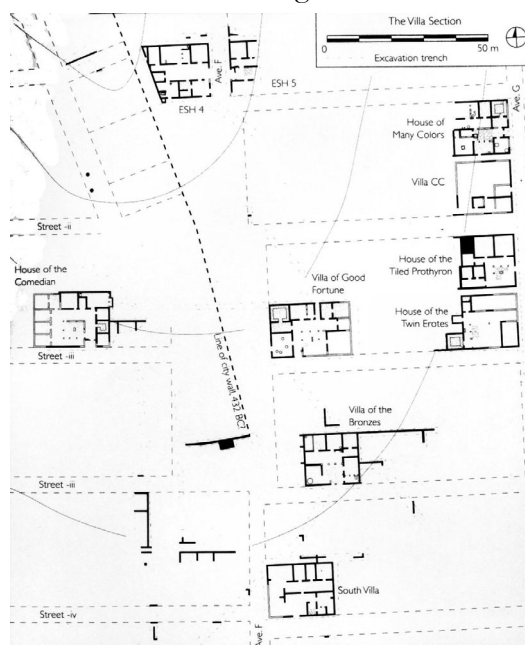 The Villa Section
50 m
Excavation trench
Ave. F
Ave. G
ESH 4
ESH 5
House of
Many Colors
Villa CC
Street -ii
House of the
Comedian
Villa of Good
Fortune
House of the
Tiled Prothyron
House of the
Twin Erotes
Street -iii
Line of city wall, 432 BC?
Villa of the
Bronzes
Street -iii
South Villa
Street -iv
Ave. F